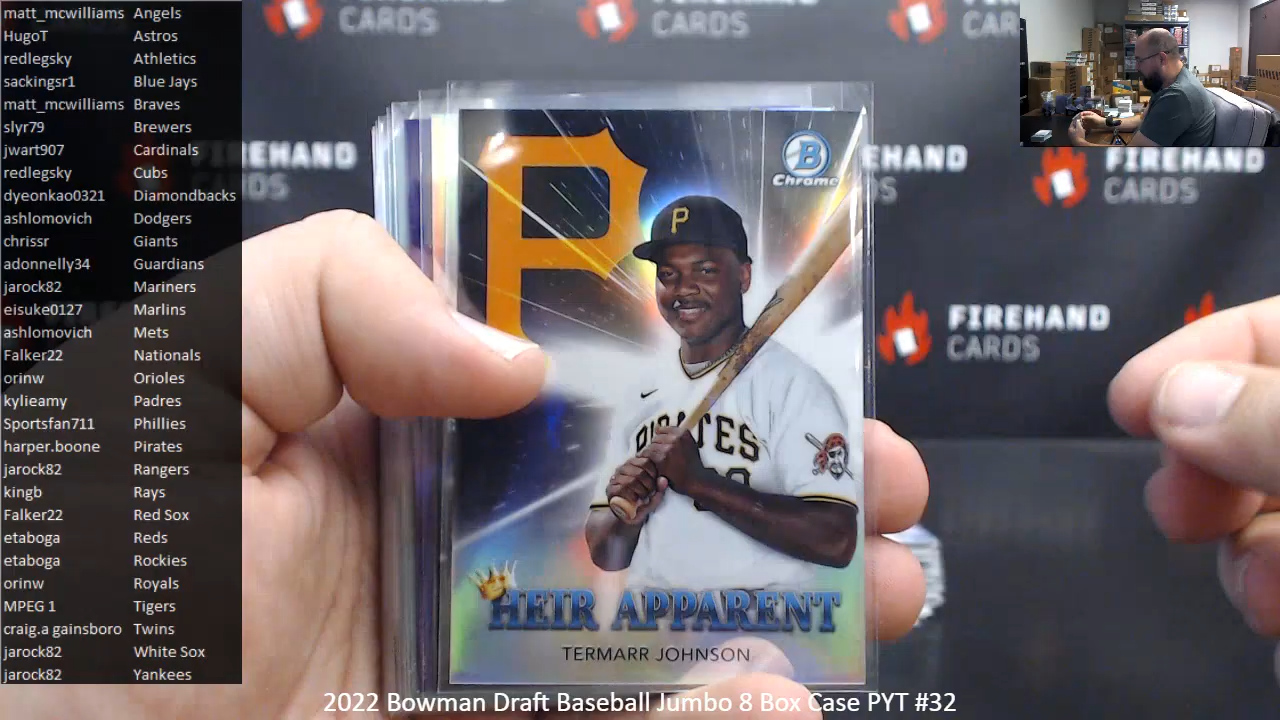 matt_mcwilliams Angels
HugoT Astros
redlegsky Athletics
sackingsr1 Blue Jays
matt_mcwilliams Braves
slyr79 Brewers
jwart907 Cardinals
redlegsky Cubs
dyeonkao0321 Diamondbacks
ashlomovich Dodgers
chrissr Giants
adonnelly34 Guardians
jarock82 Mariners
eisuke0127 Marlins
ashlomovich Mets
Falker22 Nationals
orinw Orioles
kylieamy Padres
Sportsfan711 Phillies
harper.boone Pirates
jarock82 Rangers
kingb Rays
Falker22 Red Sox
etaboga Reds
etaboga Rockies
orinw Royals
MPEG 1 Tigers
craig.a gainsboro Twins
jarock82 White Sox
jarock82 Yankees
FIREHAND
CARDS
FIREHAND
CARDS
FIREHAND
CARDS
FIREHAND
CARDS
FIREHAND
CARDS
P
B
Chrome
P
PIRATES
HEIR APPARENT
TERMARR JOHNSON
2022 Bowman Draft Baseball Jumbo 8 Box Case PYT #32